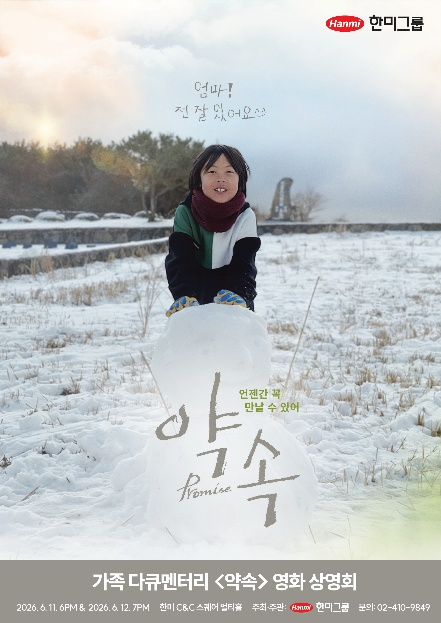 Hanmi 한미그룹
엄마!
전 잘 있어요^^
언젠간 꼭
만날 수 있어
약속
Promise
가족 다큐멘터리 <약속> 영화 상영회
2026. 6. 11. 6PM & 2026. 6. 12. 7PM 한미 C&C 스퀘어 멀티홀 주최·주관: Hanmi 한미그룹 문의: 02-410-9849